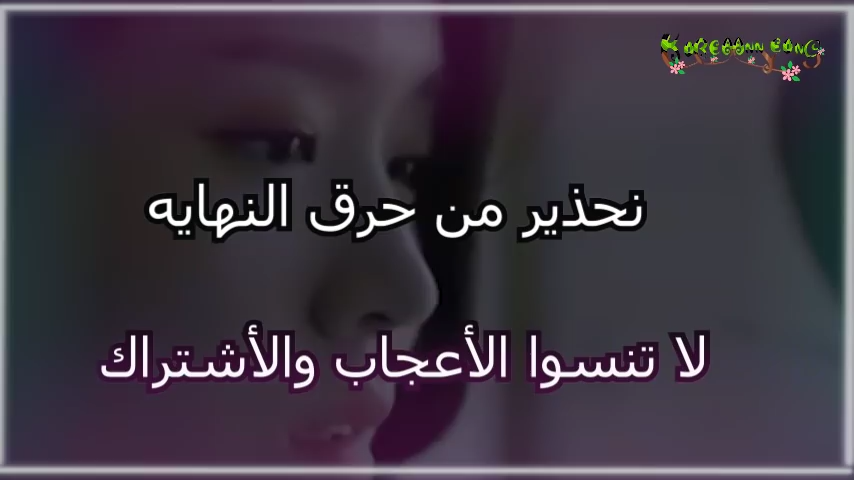 نحذير من حرق النهايه
لا تنسوا الأعجاب والأشتراك